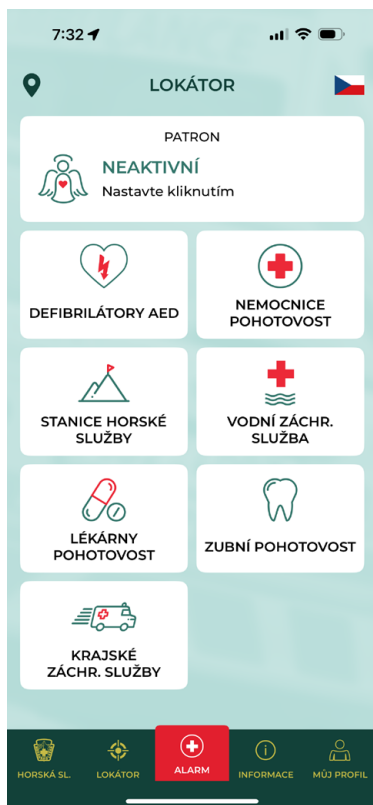 7:32
LOKÁTOR
PATRON
NEAKTIVNÍ
Nastavte kliknutím
DEFIBRILÁTORY AED
NEMOCNICE
POHOTOVOST
STANICE HORSKÉ
SLUŽBY
VODNÍ ZÁCHR.
SLUŽBA
LÉKÁRNY
POHOTOVOST
ZUBNÍ POHOTOVOST
KRAJSKÉ
ZÁCHR. SLUŽBY
HORSKÁ SL.
LOKÁTOR
ALARM
INFORMACE
MŮJ PROFIL